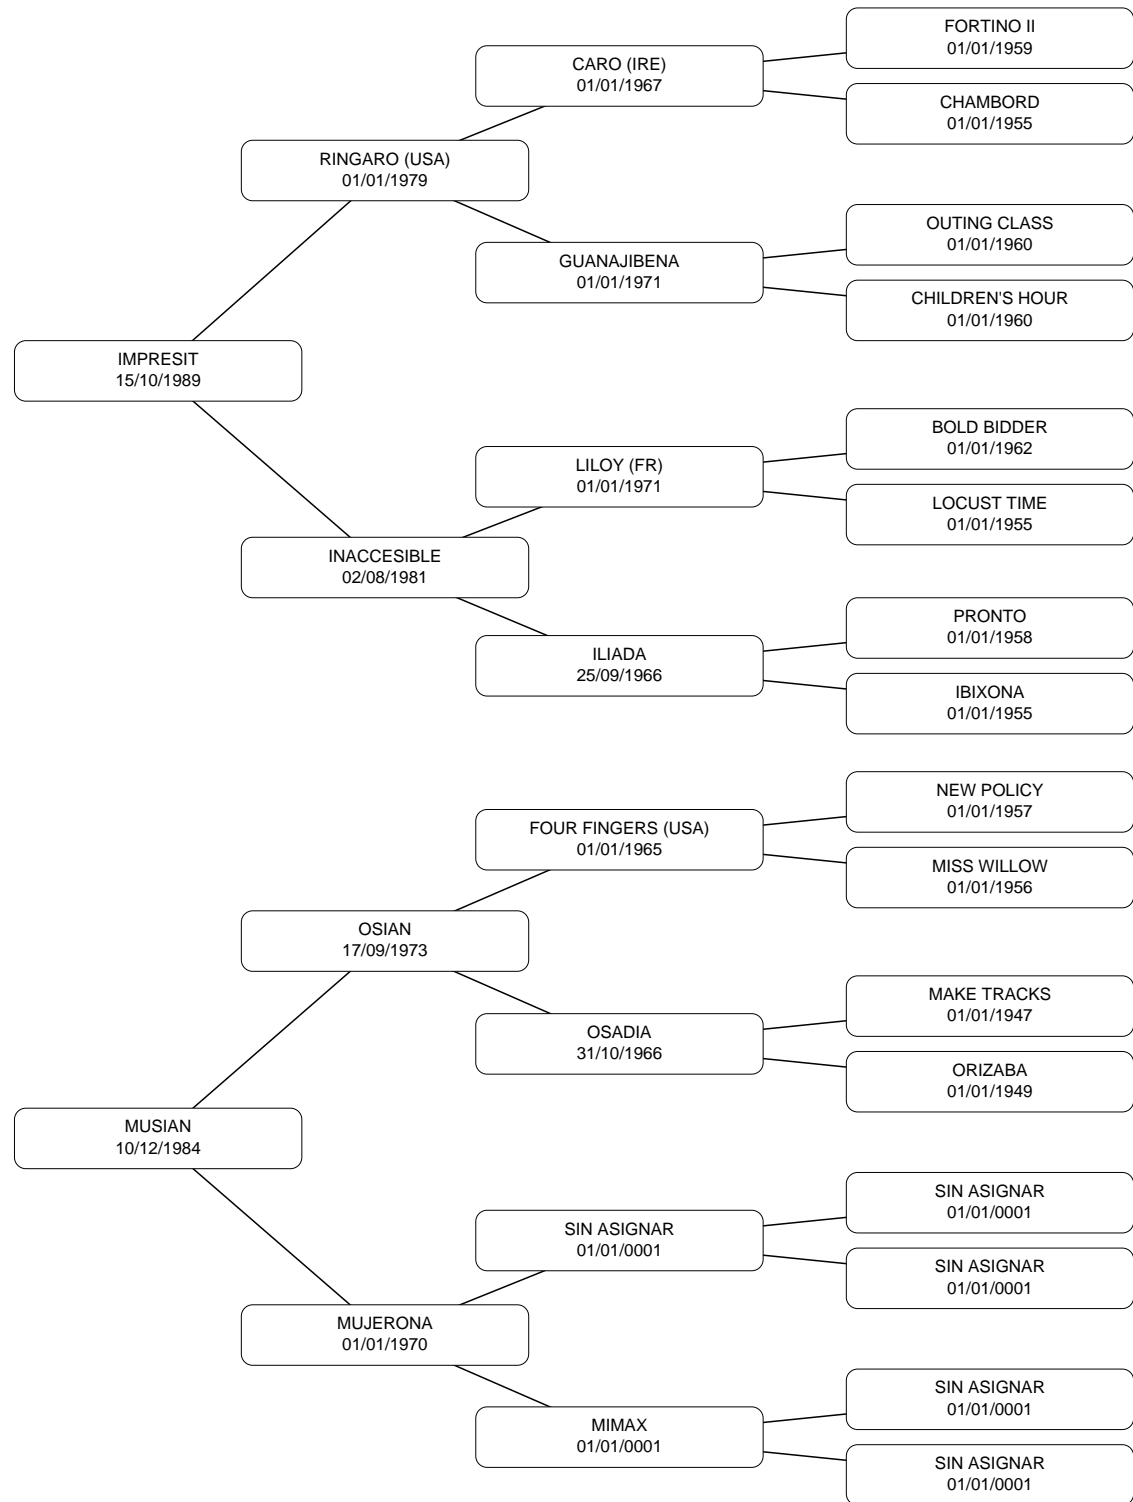 FORTINO II
01/01/1959
CARO (IRE)
01/01/1967
CHAMBORD
01/01/1955
RINGARO (USA)
01/01/1979
OUTING CLASS
01/01/1960
GUANAJIBENA
01/01/1971
CHILDREN'S HOUR
01/01/1960
IMPRESIT
15/10/1989
BOLD BIDDER
01/01/1962
LILOY (FR)
01/01/1971
LOCUST TIME
01/01/1955
INACCESIBLE
02/08/1981
PRONTO
01/01/1958
ILIADA
25/09/1966
IBIXONA
01/01/1955
NEW POLICY
01/01/1957
FOUR FINGERS (USA)
01/01/1965
MISS WILLOW
01/01/1956
OSIAN
17/09/1973
MAKE TRACKS
01/01/1947
OSADIA
31/10/1966
ORIZABA
01/01/1949
MUSIAN
10/12/1984
SIN ASIGNAR
01/01/0001
SIN ASIGNAR
01/01/0001
SIN ASIGNAR
01/01/0001
MUJERONA
01/01/1970
SIN ASIGNAR
01/01/0001
MIMAX
01/01/0001
SIN ASIGNAR
01/01/0001